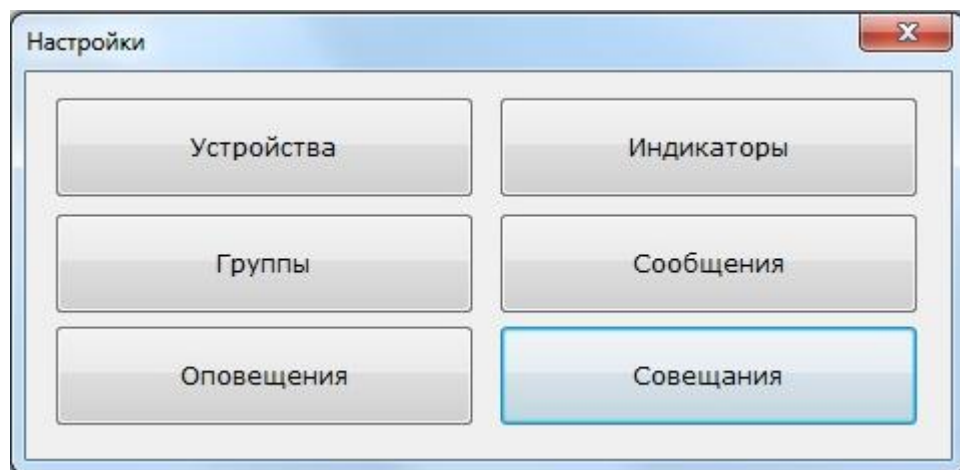 Настройки
Устройства
Индикаторы
Группы
Сообщения
Оповещения
Совещания